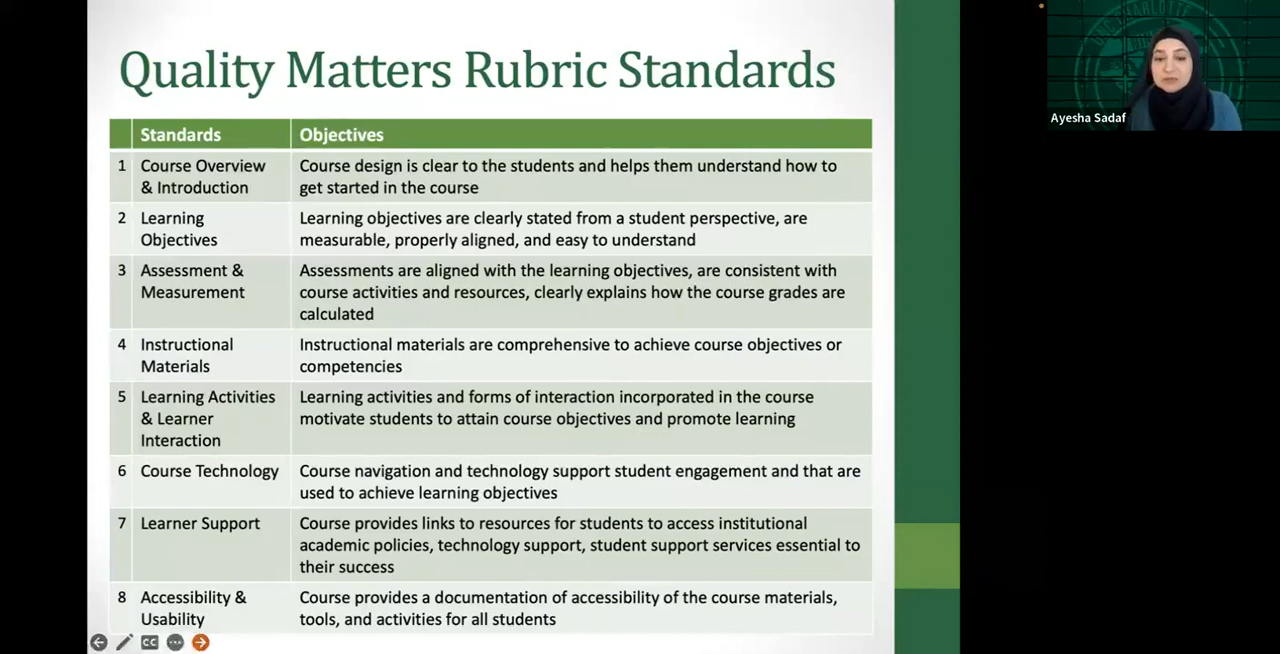 Quality Matters Rubric Standards
Standards
Objectives
1
Course Overview
& Introduction
Course design is clear to the students and helps them understand how to
get started in the course
2
Learning
Objectives
Learning objectives are clearly stated from a student perspective, are
measurable, properly aligned, and easy to understand
3
Assessment &
Measurement
Assessments are aligned with the learning objectives, are consistent with
course activities and resources, clearly explains how the course grades are
calculated
4
Instructional
Materials
Instructional materials are comprehensive to achieve course objectives or
competencies
5
Learning Activities
& Learner
Interaction
Learning activities and forms of interaction incorporated in the course
motivate students to attain course objectives and promote learning
6
Course Technology
Course navigation and technology support student engagement and that are
used to achieve learning objectives
7
Learner Support
Course provides links to resources for students to access institutional
academic policies, technology support, student support services essential to
their success
8
Accessibility &
Usability
Course provides a documentation of accessibility of the course materials,
tools, and activities for all students
CC
Ayesha Sadaf